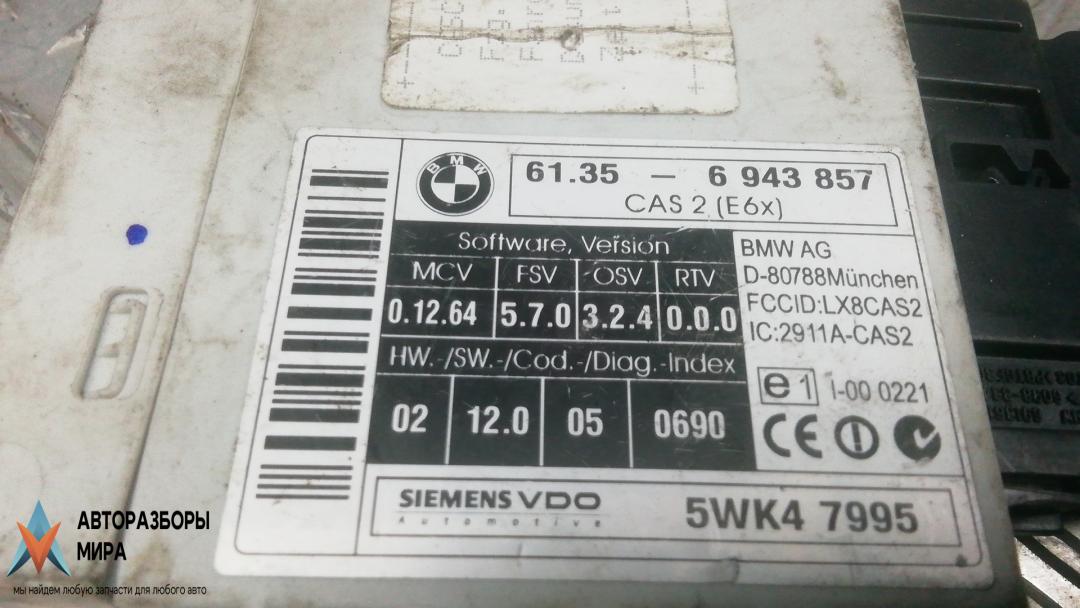 BMW
61.35 – 6 943 857
CAS 2 (E6x)
Software, Version
MCV FSV OSV RTV
0.12.64 5.7.0 3.2.4 0.0.0
HW.-/SW.-/Cod.-/Diag.-Index
02 12.0 05 0690
BMW AG
D-80788München
FCCID:LX8CAS2
IC:2911A-CAS2
e1 I-00 0221
CE
SIEMENS VDO
Automotive
5WK4 7995
АВТОРАЗБОРЫ
МИРА
мы найдем любую запчасти для любого авто